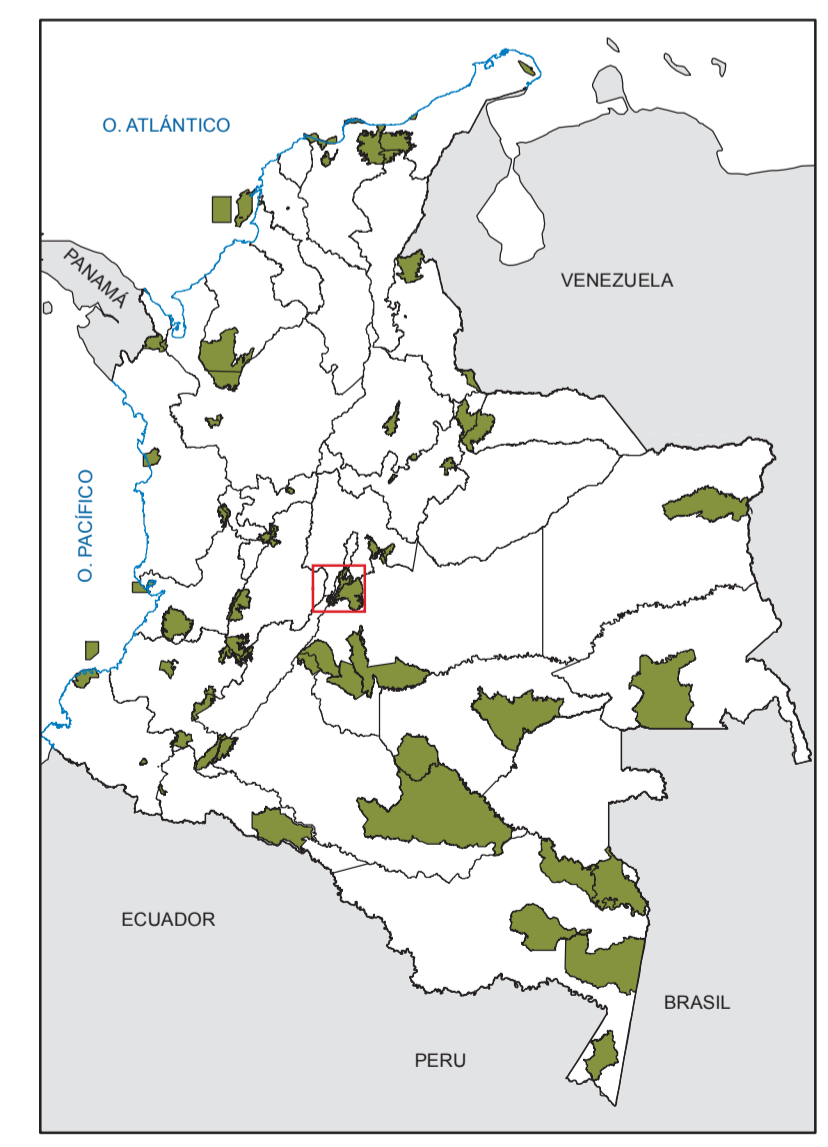 O. ATLÁNTICO
PANAMÁ
VENEZUELA
O. PACÍFICO
ECUADOR
BRASIL
PERU